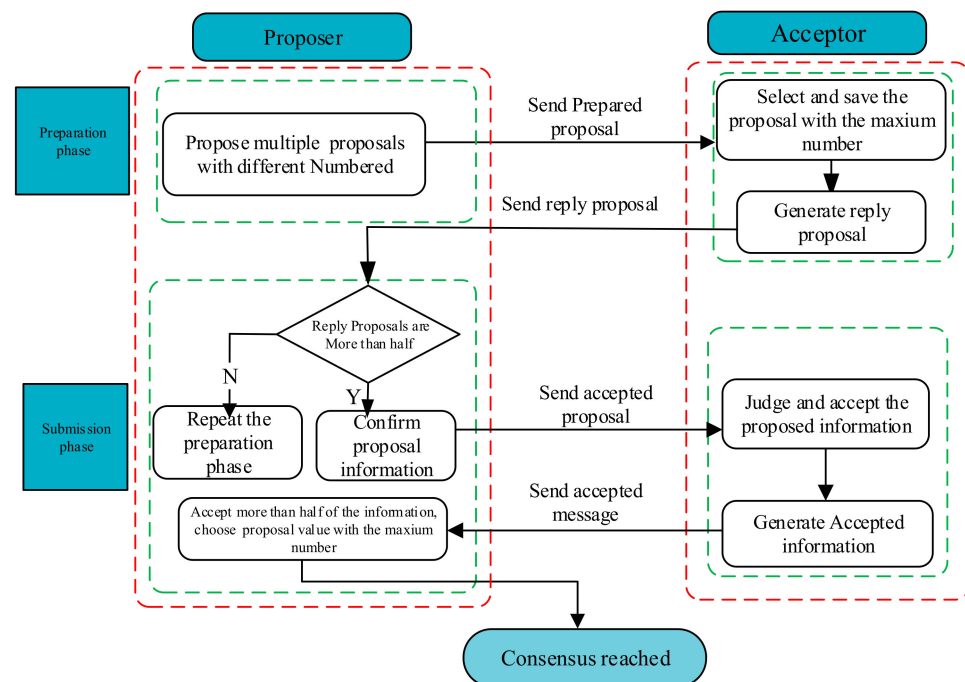 Proposer
Acceptor
Preparation
phase
Propose multiple proposals
with different Numbered
Send Prepared
proposal
Select and save the
proposal with the maxium
number
Send reply proposal
Generate reply
proposal
Reply Proposals are
More than half
N
Y
Submission
phase
Repeat the
preparation
phase
Confirm
proposal
information
Send accepted
proposal
Judge and accept the
proposed information
Accept more than half of the information,
choose proposal value with the maxium
number
Send accepted
message
Generate Accepted
information
Consensus reached